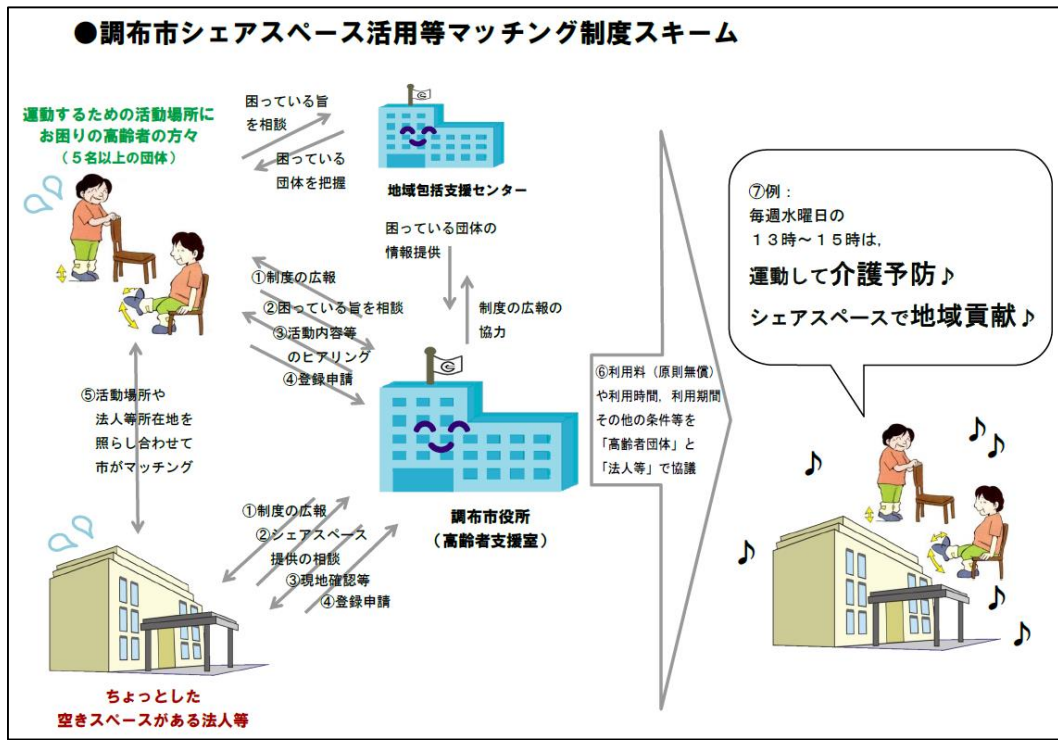 ●調布市シェアスペース活用等マッチング制度スキーム
運動するための活動場所に
お困りの高齢者の方々
（５名以上の団体）
困っている旨
を相談
困っている
団体を把握
地域包括支援センター
困っている団体の
情報提供
制度の広報の
協力
①制度の広報
②困っている旨を相談
③活動内容等
のヒアリング
④登録申請
⑤活動場所や
法人等所在地を
照らし合わせて
市がマッチング
調布市役所
（高齢者支援室）
①制度の広報
②シェアスペース
提供の相談
③現地確認等
④登録申請
ちょっとした
空きスペースがある法人等
⑥利用料（原則無償）
や利用時間，利用期間
その他の条件等を
「高齢者団体」と
「法人等」で協議
⑦例：
毎週水曜日の
１３時～１５時は，
運動して介護予防♪
シェアスペースで地域貢献♪